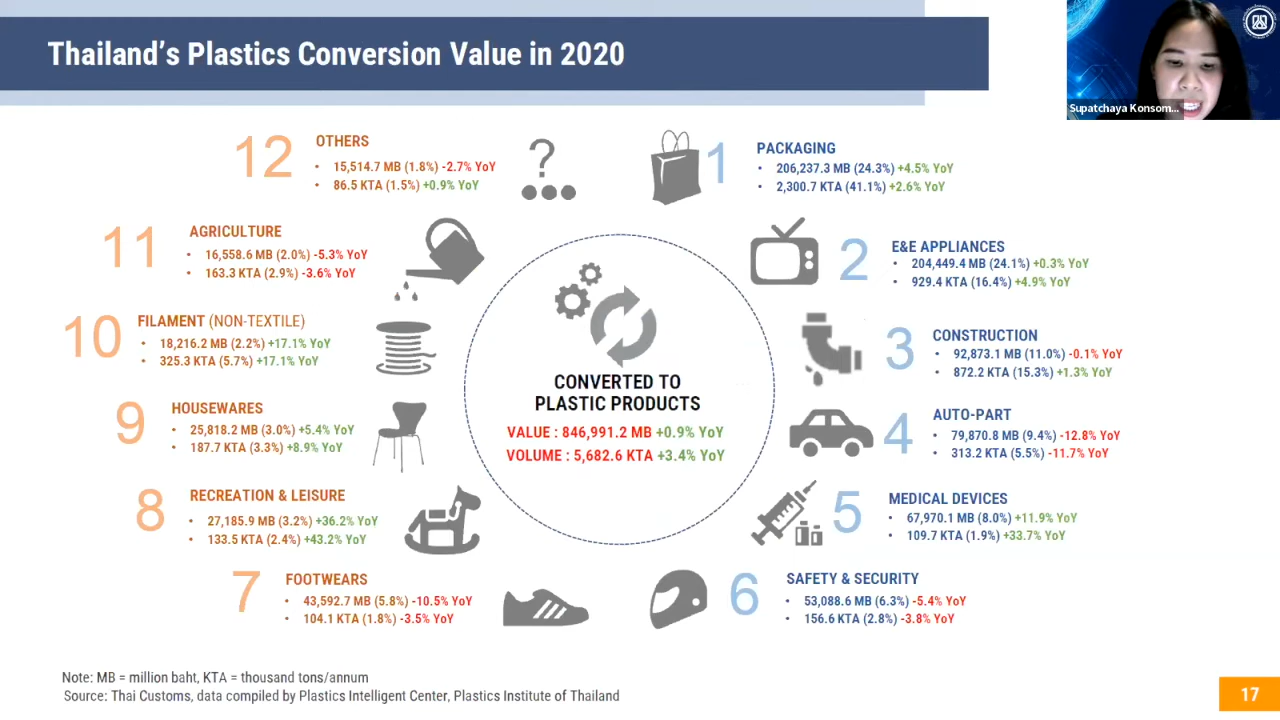 Thailand's Plastics Conversion Value in 2020
Supatchaya Konsom...
12
OTHERS
• 15,514.7 MB (1.8%) -2.7% YoY
• 86.5 KTA (1.5%) +0.9% YoY
?
1
PACKAGING
• 206,237.3 MB (24.3%) +4.5% YoY
• 2,300.7 KTA (41.1%) +2.6% YoY
11
AGRICULTURE
• 16,558.6 MB (2.0%) -5.3% YoY
• 163.3 KTA (2.9%) -3.6% YoY
2
E&E APPLIANCES
• 204,449.4 MB (24.1%) +0.3% YoY
• 929.4 KTA (16.4%) +4.9% YoY
10
FILAMENT (NON-TEXTILE)
• 18,216.2 MB (2.2%) +17.1% YoY
• 325.3 KTA (5.7%) +17.1% YoY
3
CONSTRUCTION
• 92,873.1 MB (11.0%) -0.1% YoY
• 872.2 KTA (15.3%) +1.3% YoY
CONVERTED TO
PLASTIC PRODUCTS
VALUE : 846,991.2 MB +0.9% YoY
VOLUME : 5,682.6 KTA +3.4% YoY
9
HOUSEWARES
• 25,818.2 MB (3.0%) +5.4% YoY
• 187.7 KTA (3.3%) +8.9% YoY
4
AUTO-PART
• 79,870.8 MB (9.4%) -12.8% YoY
• 313.2 KTA (5.5%) -11.7% YoY
8
RECREATION & LEISURE
• 27,185.9 MB (3.2%) +36.2% YoY
• 133.5 KTA (2.4%) +43.2% YoY
5
MEDICAL DEVICES
• 67,970.1 MB (8.0%) +11.9% YoY
• 109.7 KTA (1.9%) +33.7% YoY
7
FOOTWEARS
• 43,592.7 MB (5.8%) -10.5% YoY
• 104.1 KTA (1.8%) -3.5% YoY
6
SAFETY & SECURITY
• 53,088.6 MB (6.3%) -5.4% YoY
• 156.6 KTA (2.8%) -3.8% YoY
Note: MB = million baht, KTA = thousand tons/annum
Source: Thai Customs, data compiled by Plastics Intelligent Center, Plastics Institute of Thailand
17